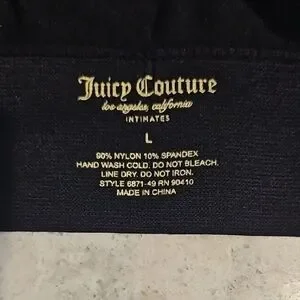 Juicy Couture
los angeles, california
INTIMATES
L
90% NYLON 10% SPANDEX
HAND WASH COLD. DO NOT BLEACH.
LINE DRY. DO NOT IRON.
STYLE 6871-49 RN 90410
MADE IN CHINA